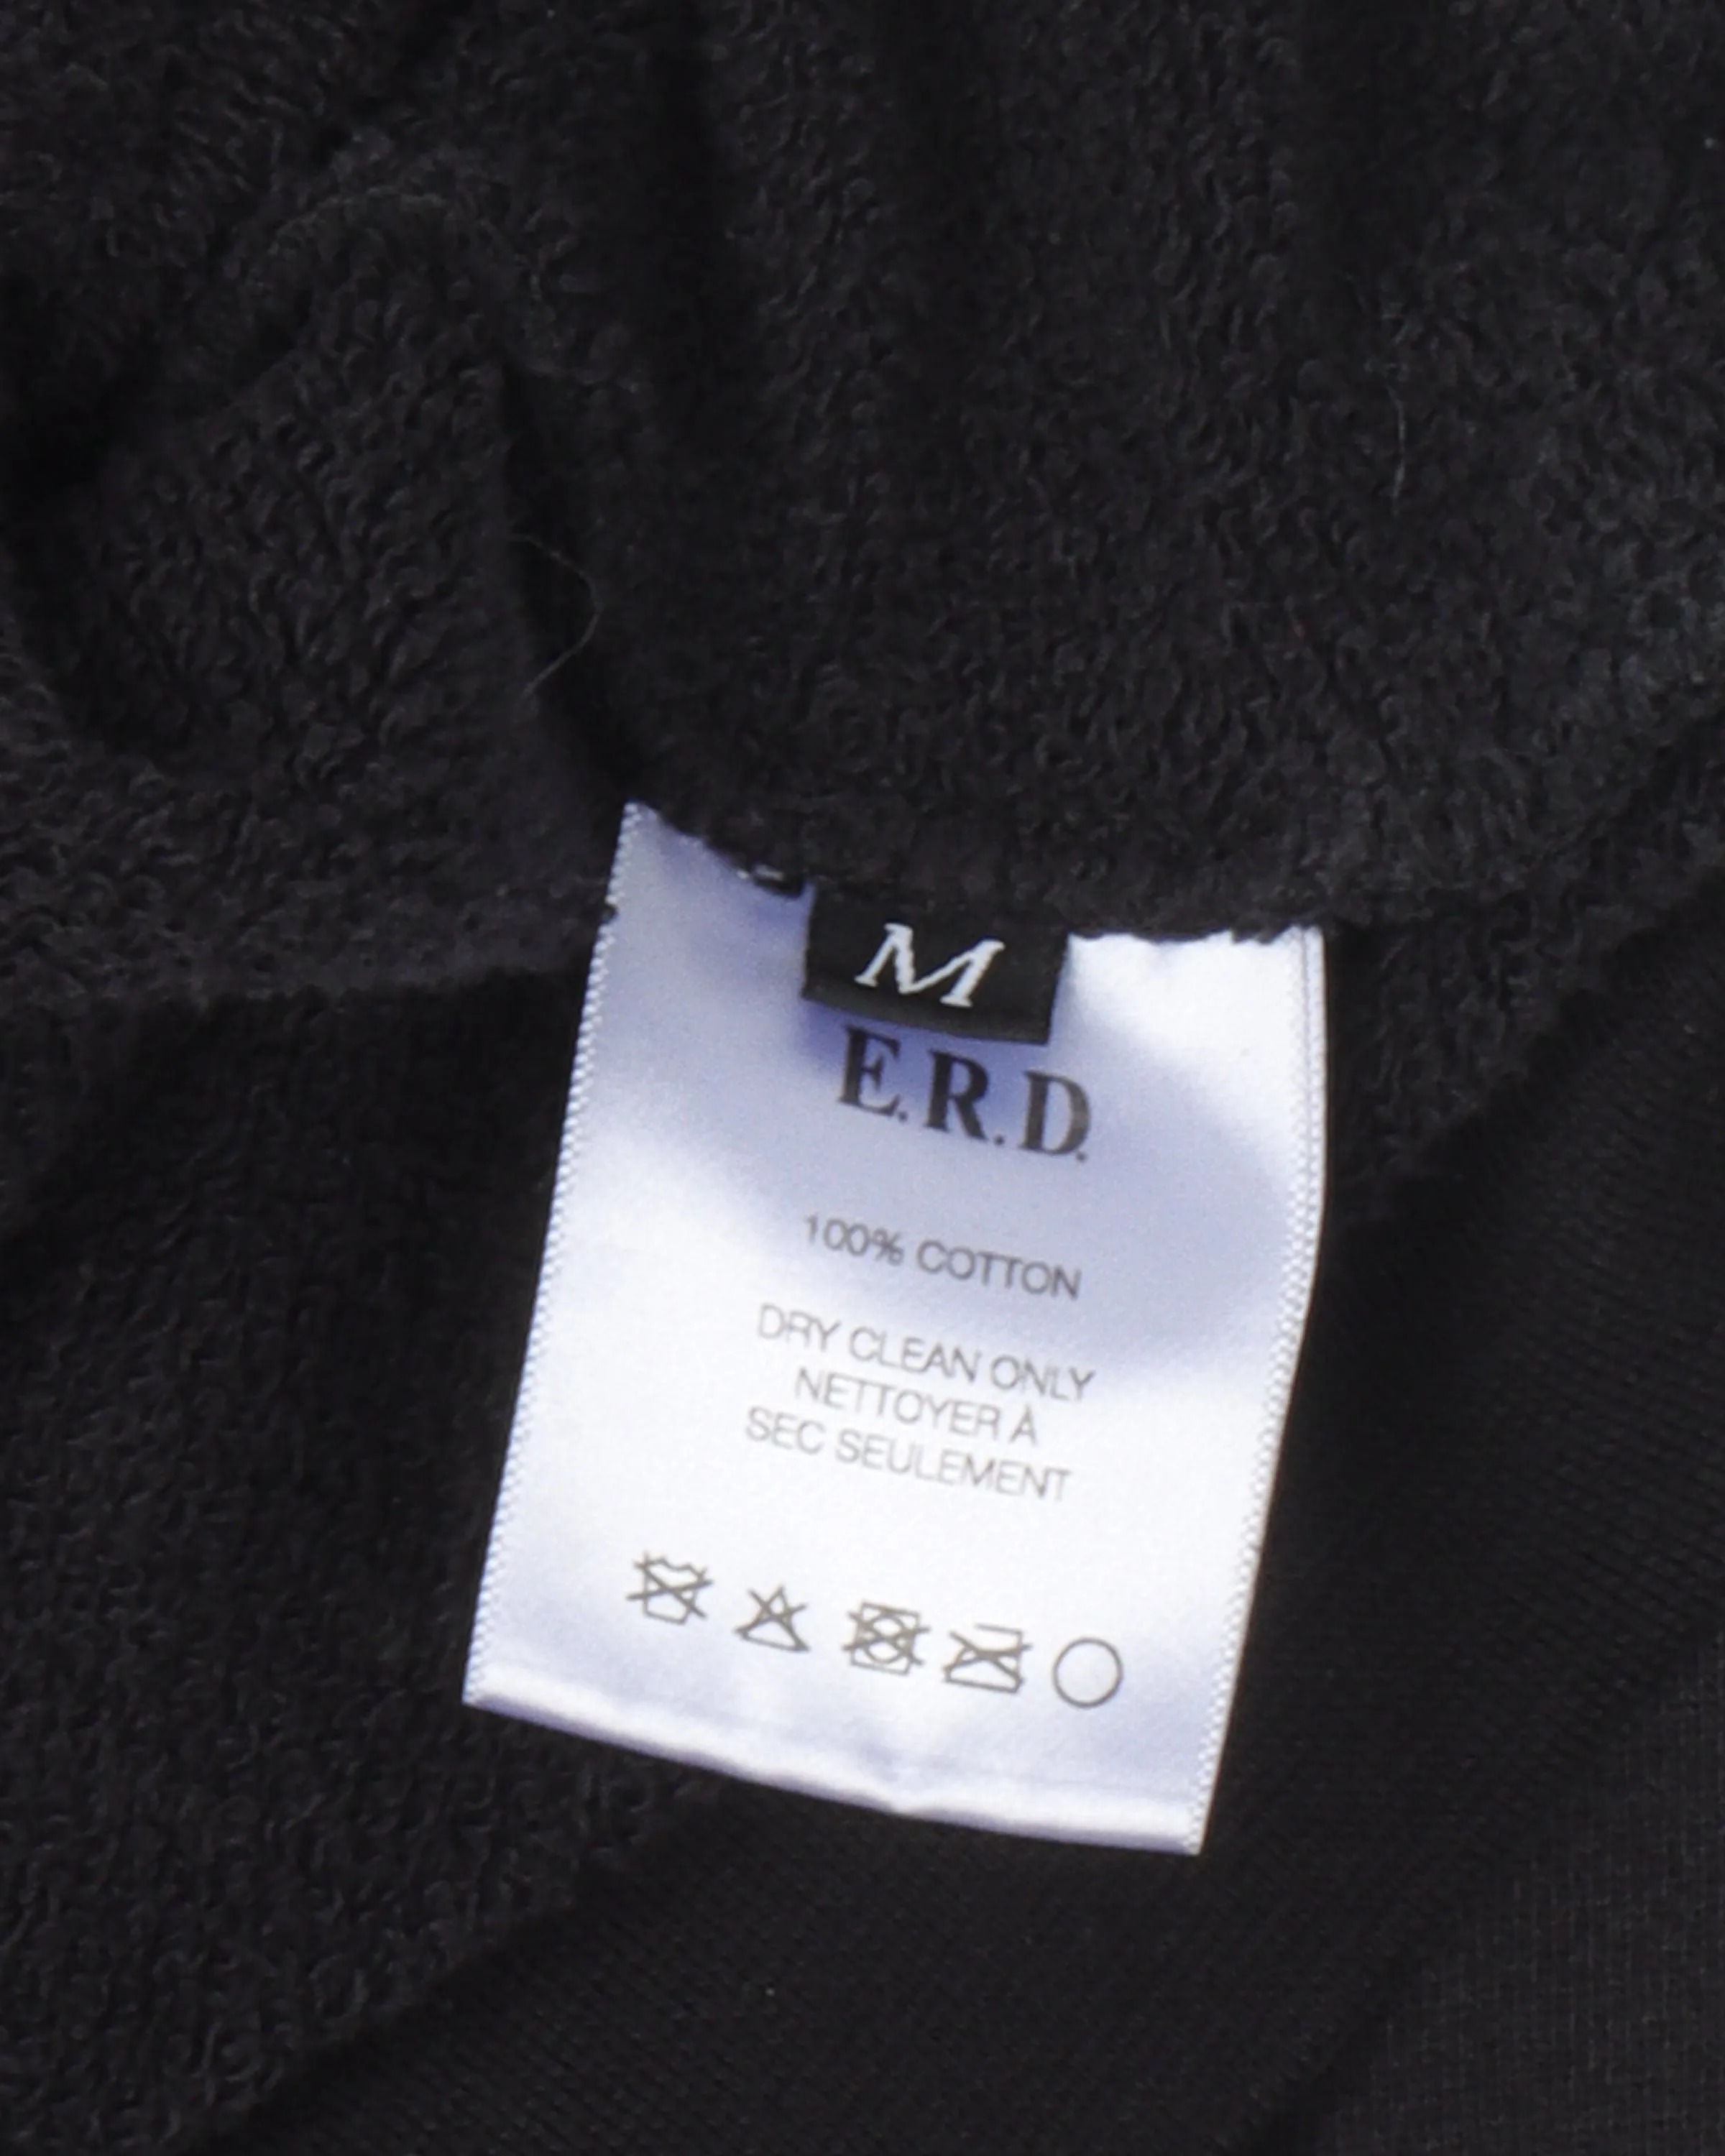 M
E.R.D.
100% COTTON
DRY CLEAN ONLY
NETTOYER À
SEC SEULEMENT